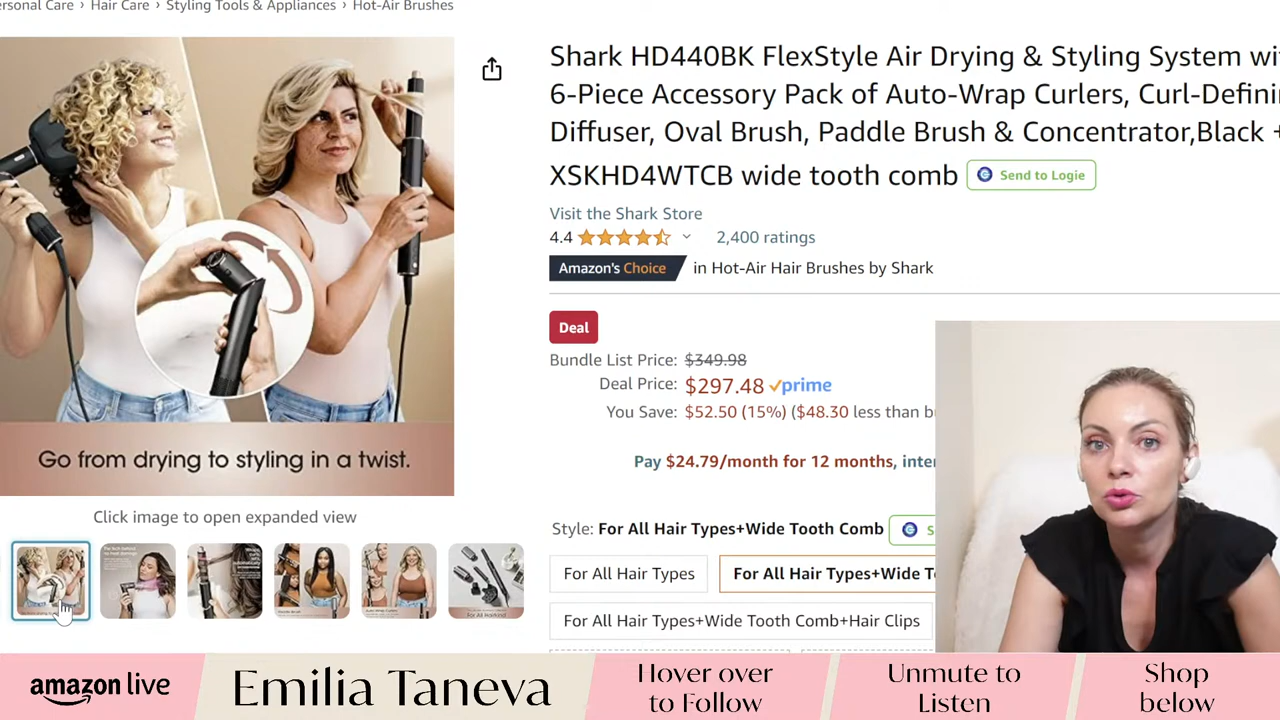 ersonal Care › Hair Care › Styling Tools & Appliances › Hot-Air Brushes
Shark HD440BK FlexStyle Air Drying & Styling System wi
6-Piece Accessory Pack of Auto-Wrap Curlers, Curl-Defini
Diffuser, Oval Brush, Paddle Brush & Concentrator,Black +
XSKHD4WTCB wide tooth comb Send to Logie
Visit the Shark Store
4.4 2,400 ratings
Amazon's Choice in Hot-Air Hair Brushes by Shark
Deal
Bundle List Price: $349.98
Deal Price: $297.48 prime
You Save: $52.50 (15%) ($48.30 less than b
Pay $24.79/month for 12 months, inte
Go from drying to styling in a twist.
Click image to open expanded view
Style: For All Hair Types+Wide Tooth Comb S
For All Hair Types
For All Hair Types+Wide T
For All Hair Types+Wide Tooth Comb+Hair Clips
amazon live
Emilia Taneva
Hover over
to Follow
Unmute to
Listen
Shop
below